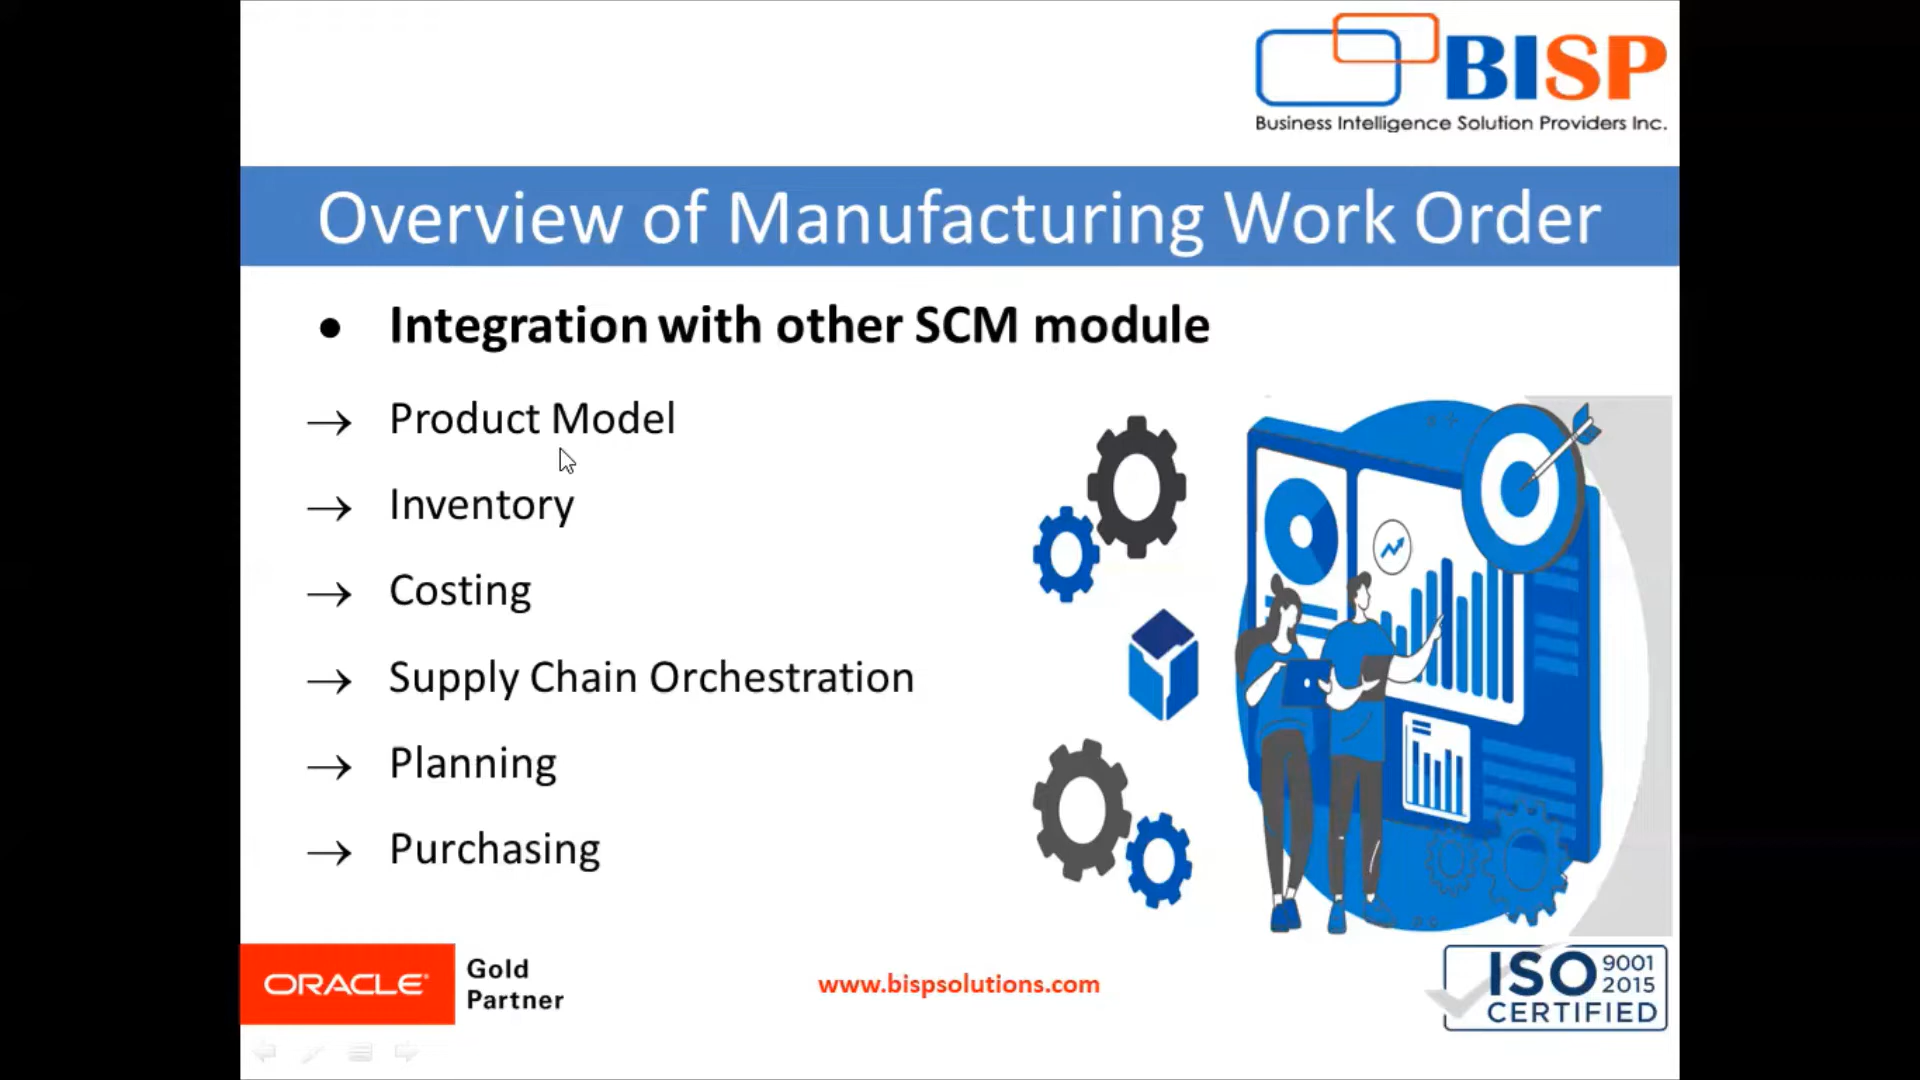 BISP
Business Intelligence Solution Providers Inc.
Overview of Manufacturing Work Order
• Integration with other SCM module
→ Product Model
→ Inventory
→ Costing
→ Supply Chain Orchestration
→ Planning
→ Purchasing
ORACLE®
Gold
Partner
www.bispsolutions.com
ISO 9001
2015
CERTIFIED